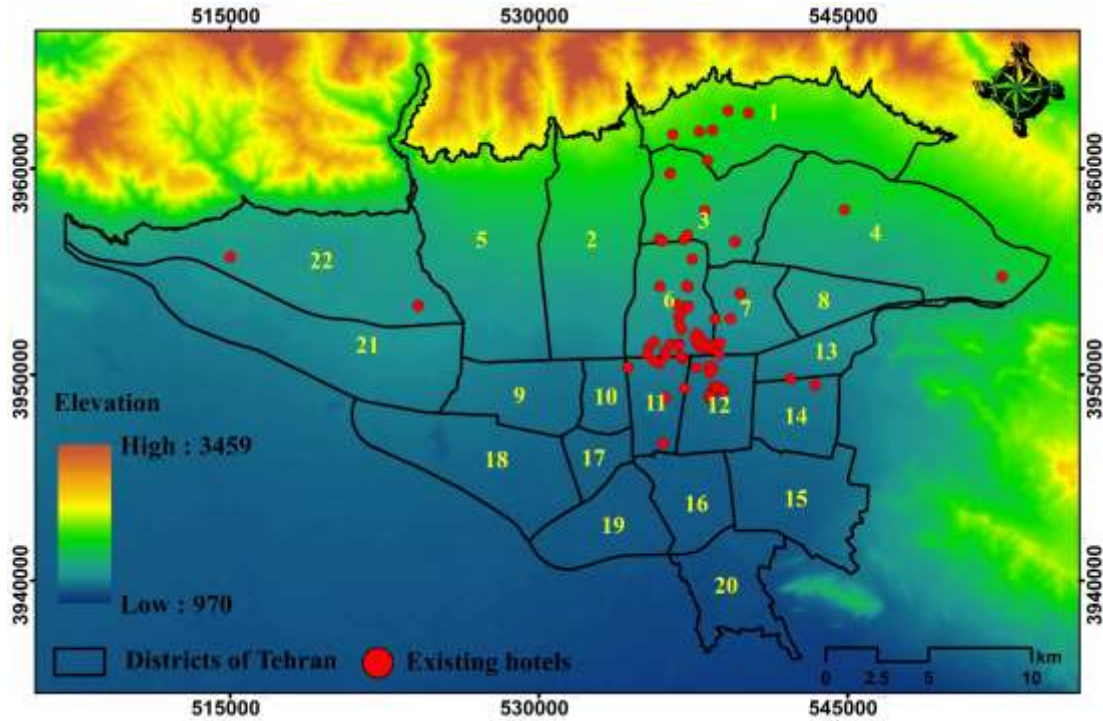 515000 530000 545000
1
3960000 3960000
3
4
5 2
22
6
7 8
21
13
3950000 3950000
9 10 11 12
14
Elevation
High : 3459
18 17
16 15
19
3940000 3940000
20
Low : 970
Districts of Tehran Existing hotels
km
0 2.5 5 10
515000 530000 545000